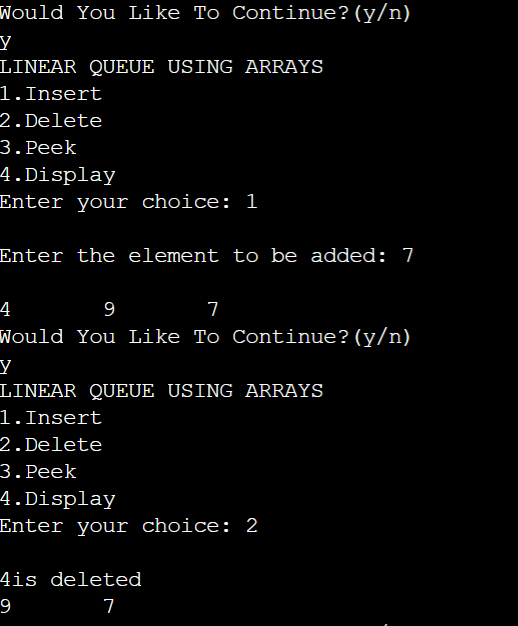 Would You Like To Continue?(y/n)
y
LINEAR QUEUE USING ARRAYS
1.Insert
2.Delete
3.Peek
4.Display
Enter your choice: 1
Enter the element to be added: 7
4 9 7
Would You Like To Continue?(y/n)
y
LINEAR QUEUE USING ARRAYS
1.Insert
2.Delete
3.Peek
4.Display
Enter your choice: 2
4is deleted
9 7